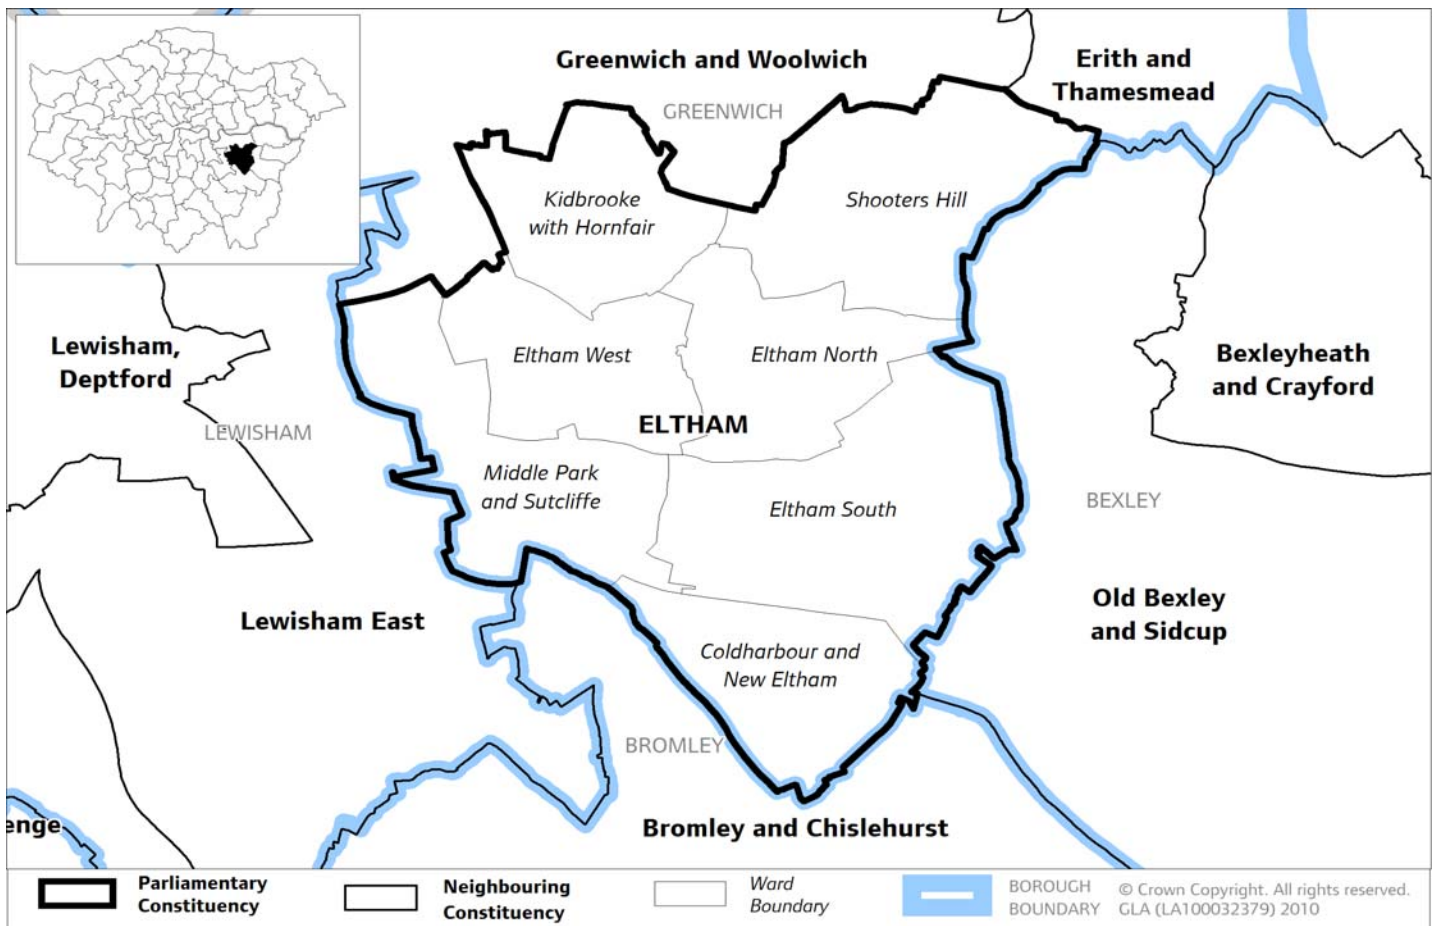 Greenwich and Woolwich
Erith and
Thamesmead
GREENWICH
Kidbrooke
with Hornfair
Shooters Hill
Lewisham,
Deptford
Eltham West
Eltham North
Bexleyheath
and Crayford
LEWISHAM
ELTHAM
Middle Park
and Sutcliffe
Eltham South
BEXLEY
Lewisham East
Old Bexley
and Sidcup
Coldharbour and
New Eltham
BROMLEY
enge
Bromley and Chislehurst
Parliamentary
Constituency
Neighbouring
Constituency
Ward
Boundary
BOROUGH
BOUNDARY
© Crown Copyright. All rights reserved.
GLA (LA100032379) 2010